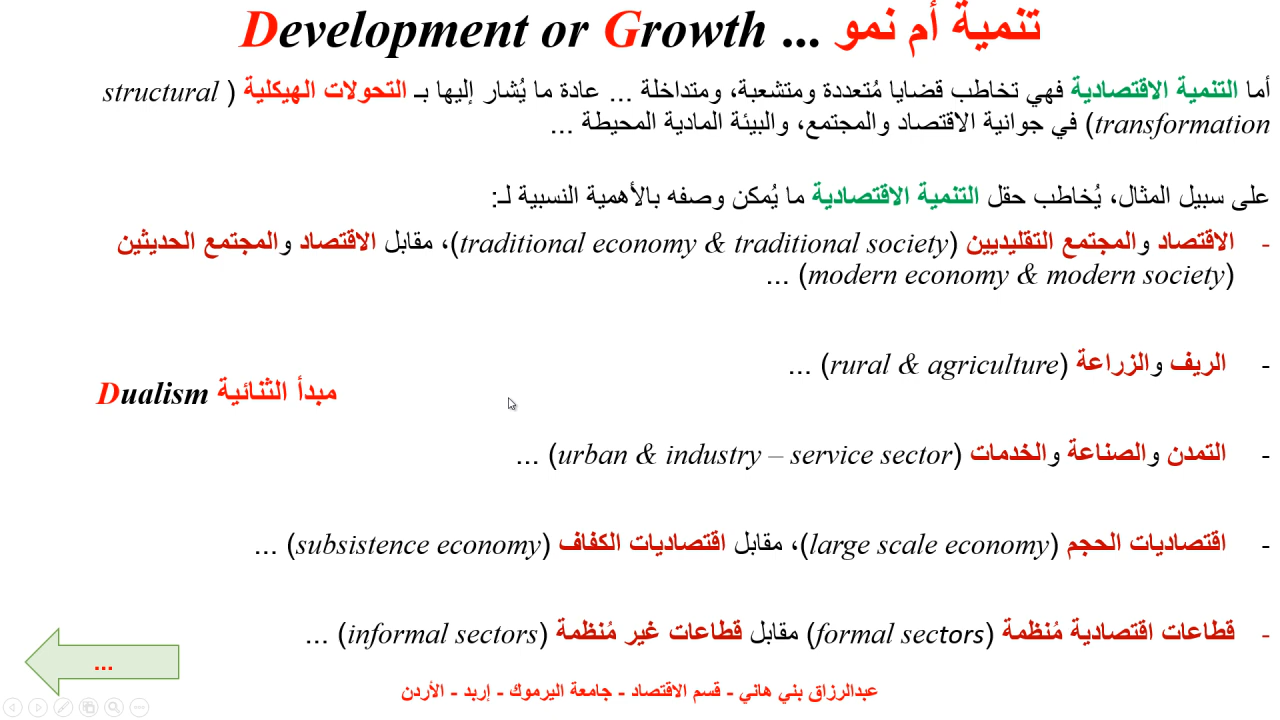 تنمية أم نمو ... Development or Growth
أما التنمية الاقتصادية فهي تخاطب قضايا مُتعددة ومتشعبة، ومتداخلة ... عادة ما يُشار إليها بـ التحولات الهيكلية (structural
transformation) في جوانية الاقتصاد والمجتمع، والبيئة المادية المحيطة ...
على سبيل المثال، يُخاطب حقل التنمية الاقتصادية ما يُمكن وصفه بالأهمية النسبية لـ:
- الاقتصاد والمجتمع التقليديين (traditional economy & traditional society)، مقابل الاقتصاد والمجتمع الحديثين
(modern economy & modern society) ...
- الريف والزراعة (rural & agriculture) ...
مبدأ الثنائية Dualism
- التمدن والصناعة والخدمات (urban & industry – service sector) ...
- اقتصاديات الحجم (large scale economy)، مقابل اقتصاديات الكفاف (subsistence economy) ...
- قطاعات اقتصادية مُنظمة (formal sectors) مقابل قطاعات غير مُنظمة (informal sectors) ...
...
عبدالرزاق بني هاني - قسم الاقتصاد - جامعة اليرموك - إربد - الأردن